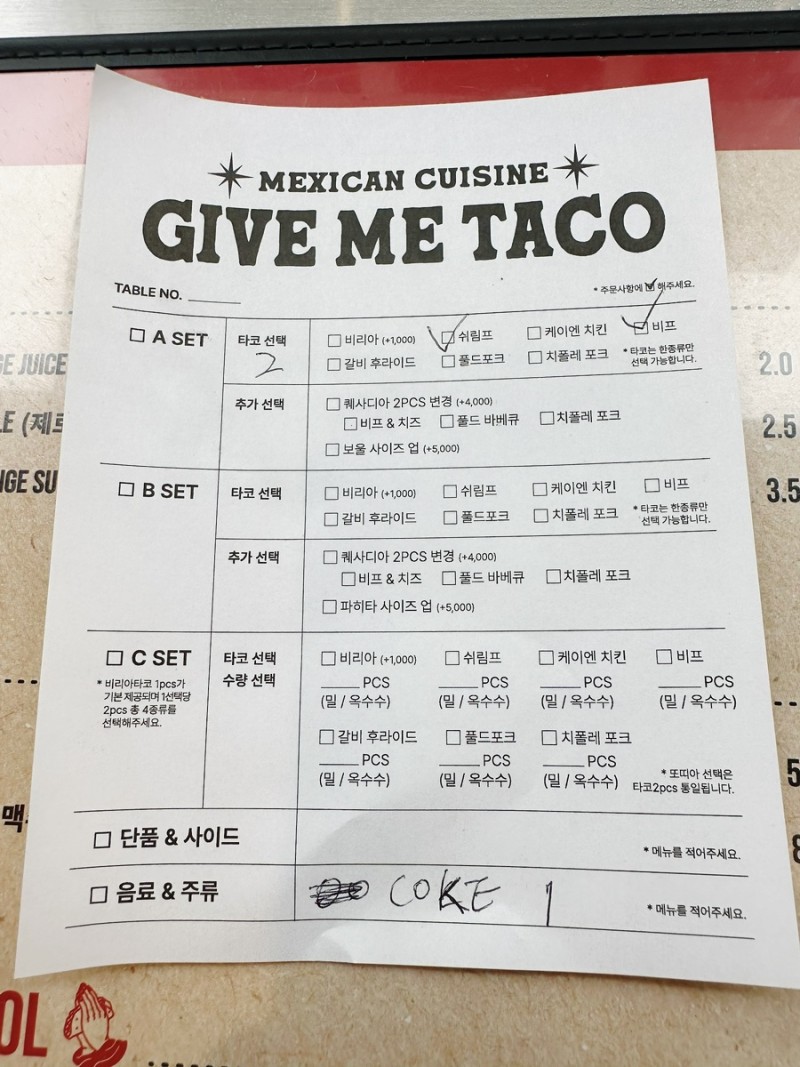 MEXICAN CUISINE
GIVE ME TACO
TABLE NO. ______
* 주문사항에 ☑ 해주세요.
☐ A SET
타코 선택
2
☐ 비리아 (+1,000) ☑ 쉬림프 ☐ 케이엔 치킨 ☑ 비프
☐ 갈비 후라이드 ☐ 풀드포크 ☐ 치폴레 포크
* 타코는 한종류만
선택 가능합니다.
추가 선택
☐ 퀘사디아 2PCS 변경 (+4,000)
☐ 비프 & 치즈 ☐ 풀드 바베큐 ☐ 치폴레 포크
☐ 보울 사이즈 업 (+5,000)
☐ B SET
타코 선택
☐ 비리아 (+1,000) ☐ 쉬림프 ☐ 케이엔 치킨 ☐ 비프
☐ 갈비 후라이드 ☐ 풀드포크 ☐ 치폴레 포크
* 타코는 한종류만
선택 가능합니다.
추가 선택
☐ 퀘사디아 2PCS 변경 (+4,000)
☐ 비프 & 치즈 ☐ 풀드 바베큐 ☐ 치폴레 포크
☐ 파히타 사이즈 업 (+5,000)
☐ C SET
* 비리아타코 1pcs가
기본 제공되며 1선택당
2pcs 총 4종류를
선택해주세요.
타코 선택
수량 선택
☐ 비리아 (+1,000) ☐ 쉬림프 ☐ 케이엔 치킨 ☐ 비프
____ PCS ____ PCS ____ PCS ____ PCS
(밀 / 옥수수) (밀 / 옥수수) (밀 / 옥수수) (밀 / 옥수수)
☐ 갈비 후라이드 ☐ 풀드포크 ☐ 치폴레 포크
____ PCS ____ PCS ____ PCS
(밀 / 옥수수) (밀 / 옥수수) (밀 / 옥수수)
* 또띠아 선택은
타코2pcs 통일됩니다.
☐ 단품 & 사이드
* 메뉴를 적어주세요.
☐ 음료 & 주류
COKE 1
* 메뉴를 적어주세요.
JUICE
2.0
2.5
3.5